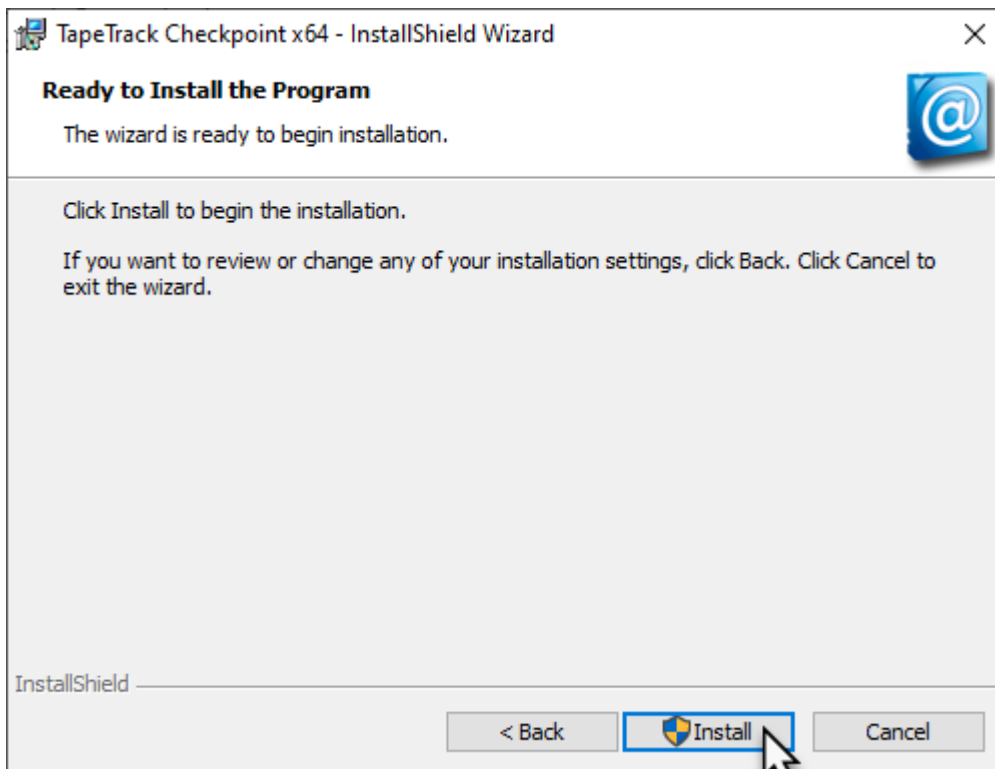 TapeTrack Checkpoint x64 - InstallShield Wizard
Ready to Install the Program
The wizard is ready to begin installation.
@
Click Install to begin the installation.
If you want to review or change any of your installation settings, click Back. Click Cancel to
exit the wizard.
InstallShield
< Back
Install
Cancel